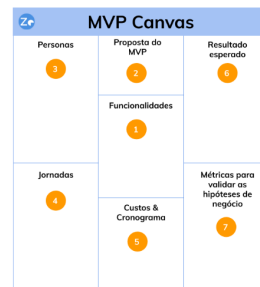 Ze
MVP Canvas
Personas
3
Proposta do
MVP
2
Resultado
esperado
6
Funcionalidades
1
Jornadas
4
Custos &
Cronograma
5
Métricas para
validar as
hipóteses de
negócio
7